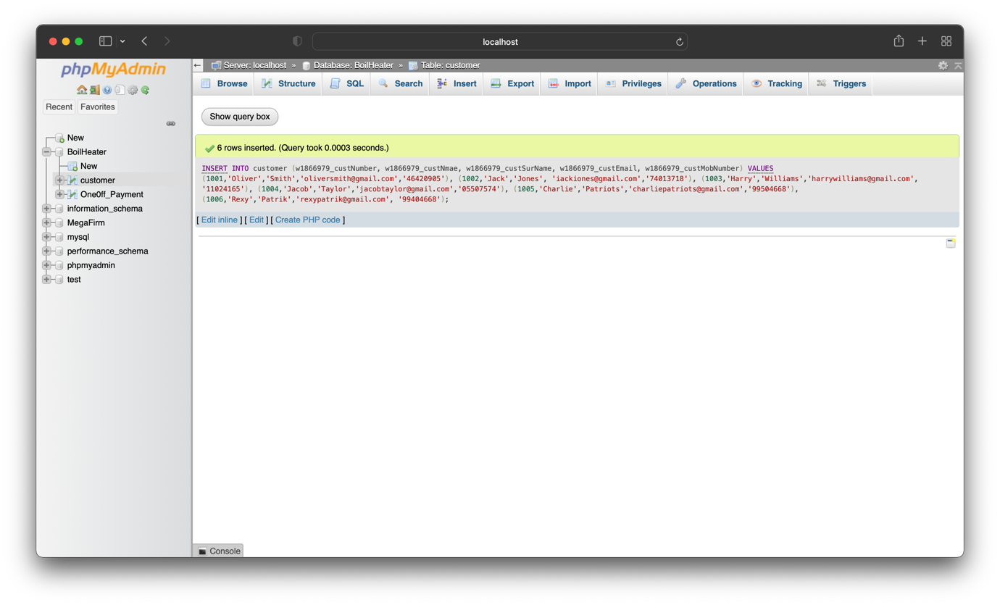 localhost
phpMyAdmin
Recent Favorites
New
BoilHeater
New
customer
OneOff_Payment
information_schema
MegaFirm
mysql
performance_schema
phpmyadmin
test
Server: localhost » Database: BoilHeater » Table: customer
Browse Structure SQL Search Insert Export Import Privileges Operations Tracking Triggers
Show query box
6 rows inserted. (Query took 0.0003 seconds.)
INSERT INTO customer (w1866979_custNumber, w1866979_custNmae, w1866979_custSurName, w1866979_custEmail, w1866979_custMobNumber) VALUES
(1001,'Oliver','Smith','oliversmith@gmail.com','46420905'), (1002,'Jack','Jones', 'iackiones@gmail.com','74013718'), (1003,'Harry','Williams','harrywilliams@gmail.com',
'11024165'), (1004,'Jacob','Taylor','jacobtaylor@gmail.com','05507574'), (1005,'Charlie','Patriots','charliepatriots@gmail.com','99504668'),
(1006,'Rexy','Patrik','rexypatrik@gmail.com', '99404668');
[ Edit inline ] [ Edit ] [ Create PHP code ]
Console